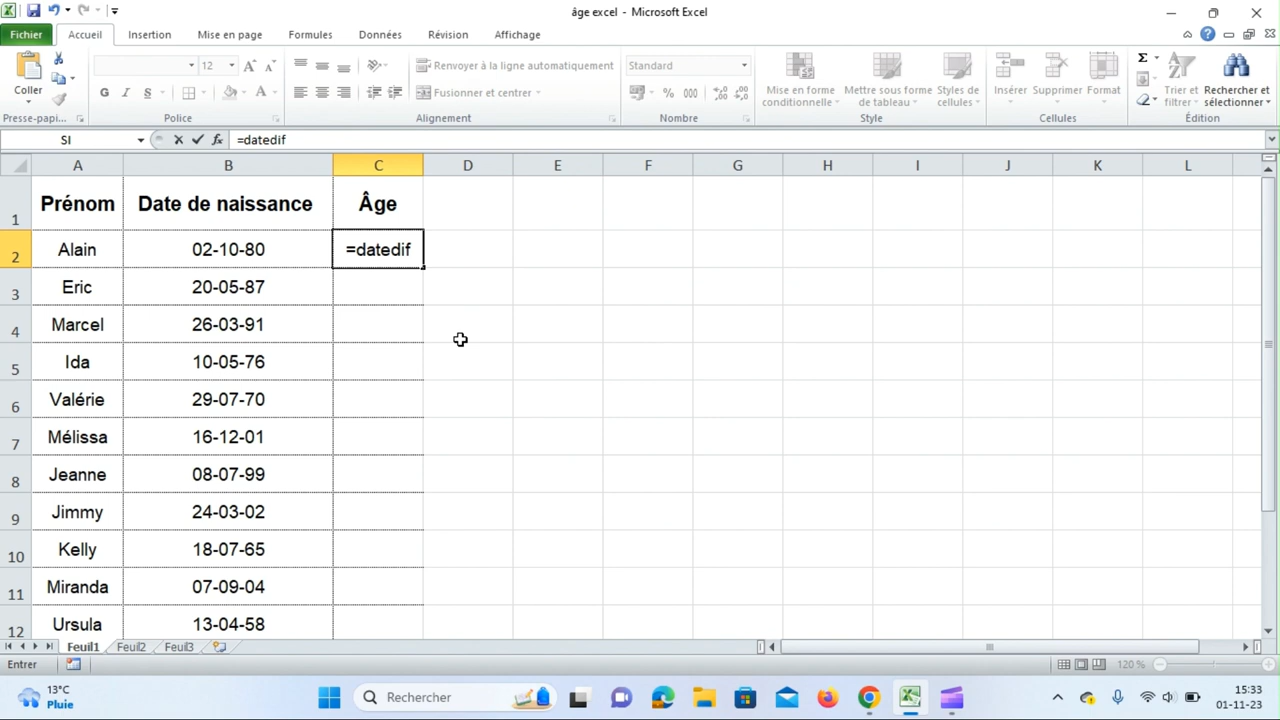 âge excel - Microsoft Excel
Fichier Accueil Insertion Mise en page Formules Données Révision Affichage
Coller
Presse-papi...
12
G I S
Police
Renvoyer à la ligne automatiquement
Fusionner et centrer
Alignement
Standard
% 000
Nombre
Mise en forme conditionnelle
Mettre sous forme de tableau
Styles de cellules
Style
Insérer Supprimer Format
Cellules
Σ
Trier et filtrer
Rechercher et sélectionner
Édition
SI fx =datedif
A B C D E F G H I J K L
1 Prénom Date de naissance Âge
2 Alain 02-10-80 =datedif
3 Eric 20-05-87
4 Marcel 26-03-91
5 Ida 10-05-76
6 Valérie 29-07-70
7 Mélissa 16-12-01
8 Jeanne 08-07-99
9 Jimmy 24-03-02
10 Kelly 18-07-65
11 Miranda 07-09-04
12 Ursula 13-04-58
Feuil1 Feuil2 Feuil3
Entrer 120 %
13°C
Pluie
Rechercher
15:33
01-11-23